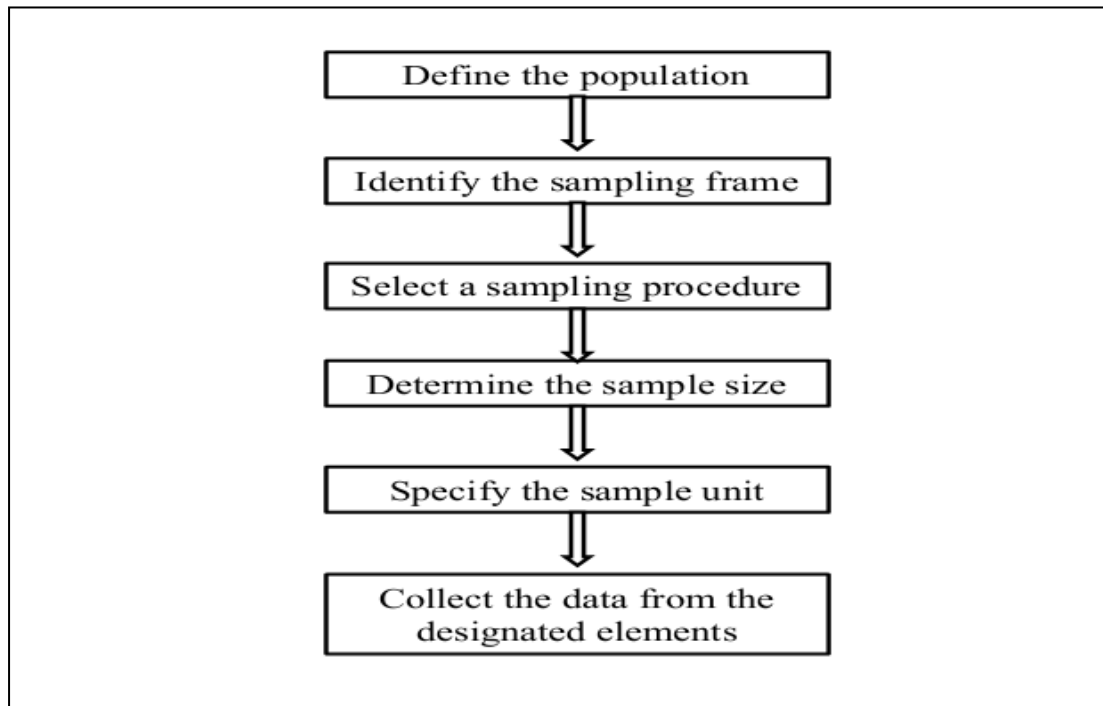 Define the population
Identify the sampling frame
Select a sampling procedure
Determine the sample size
Specify the sample unit
Collect the data from the
designated elements